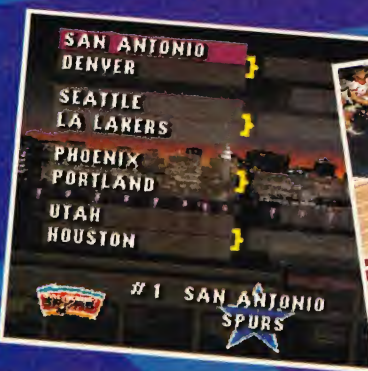 SAN ANTONIO
DENVER
SEATTLE
LA LAKERS
PHOENIX
PORTLAND
UTAH
HOUSTON
#1 SAN ANTONIO
SPURS